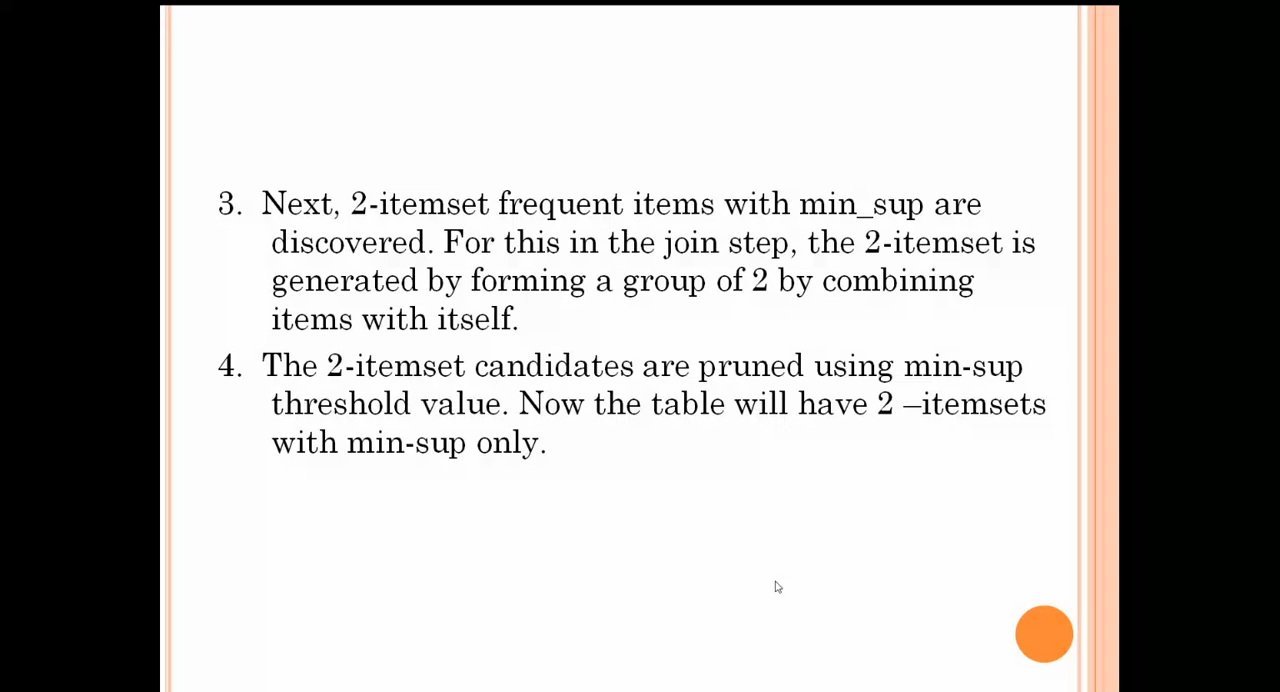 3. Next, 2-itemset frequent items with min_sup are
discovered. For this in the join step, the 2-itemset is
generated by forming a group of 2 by combining
items with itself.
4. The 2-itemset candidates are pruned using min-sup
threshold value. Now the table will have 2 –itemsets
with min-sup only.